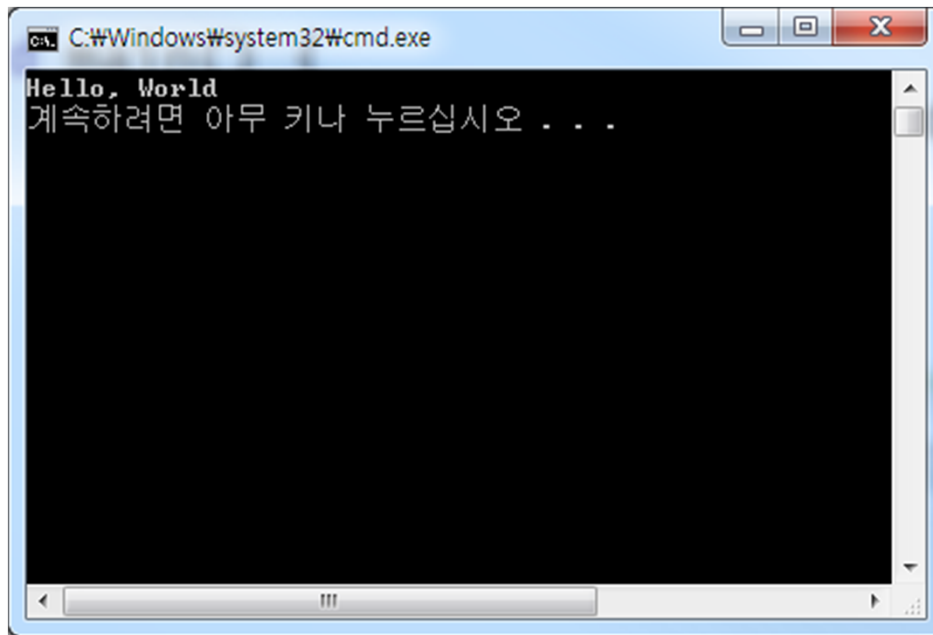 C:₩Windows₩system32₩cmd.exe
Hello, World
계속하려면 아무 키나 누르십시오 . . .